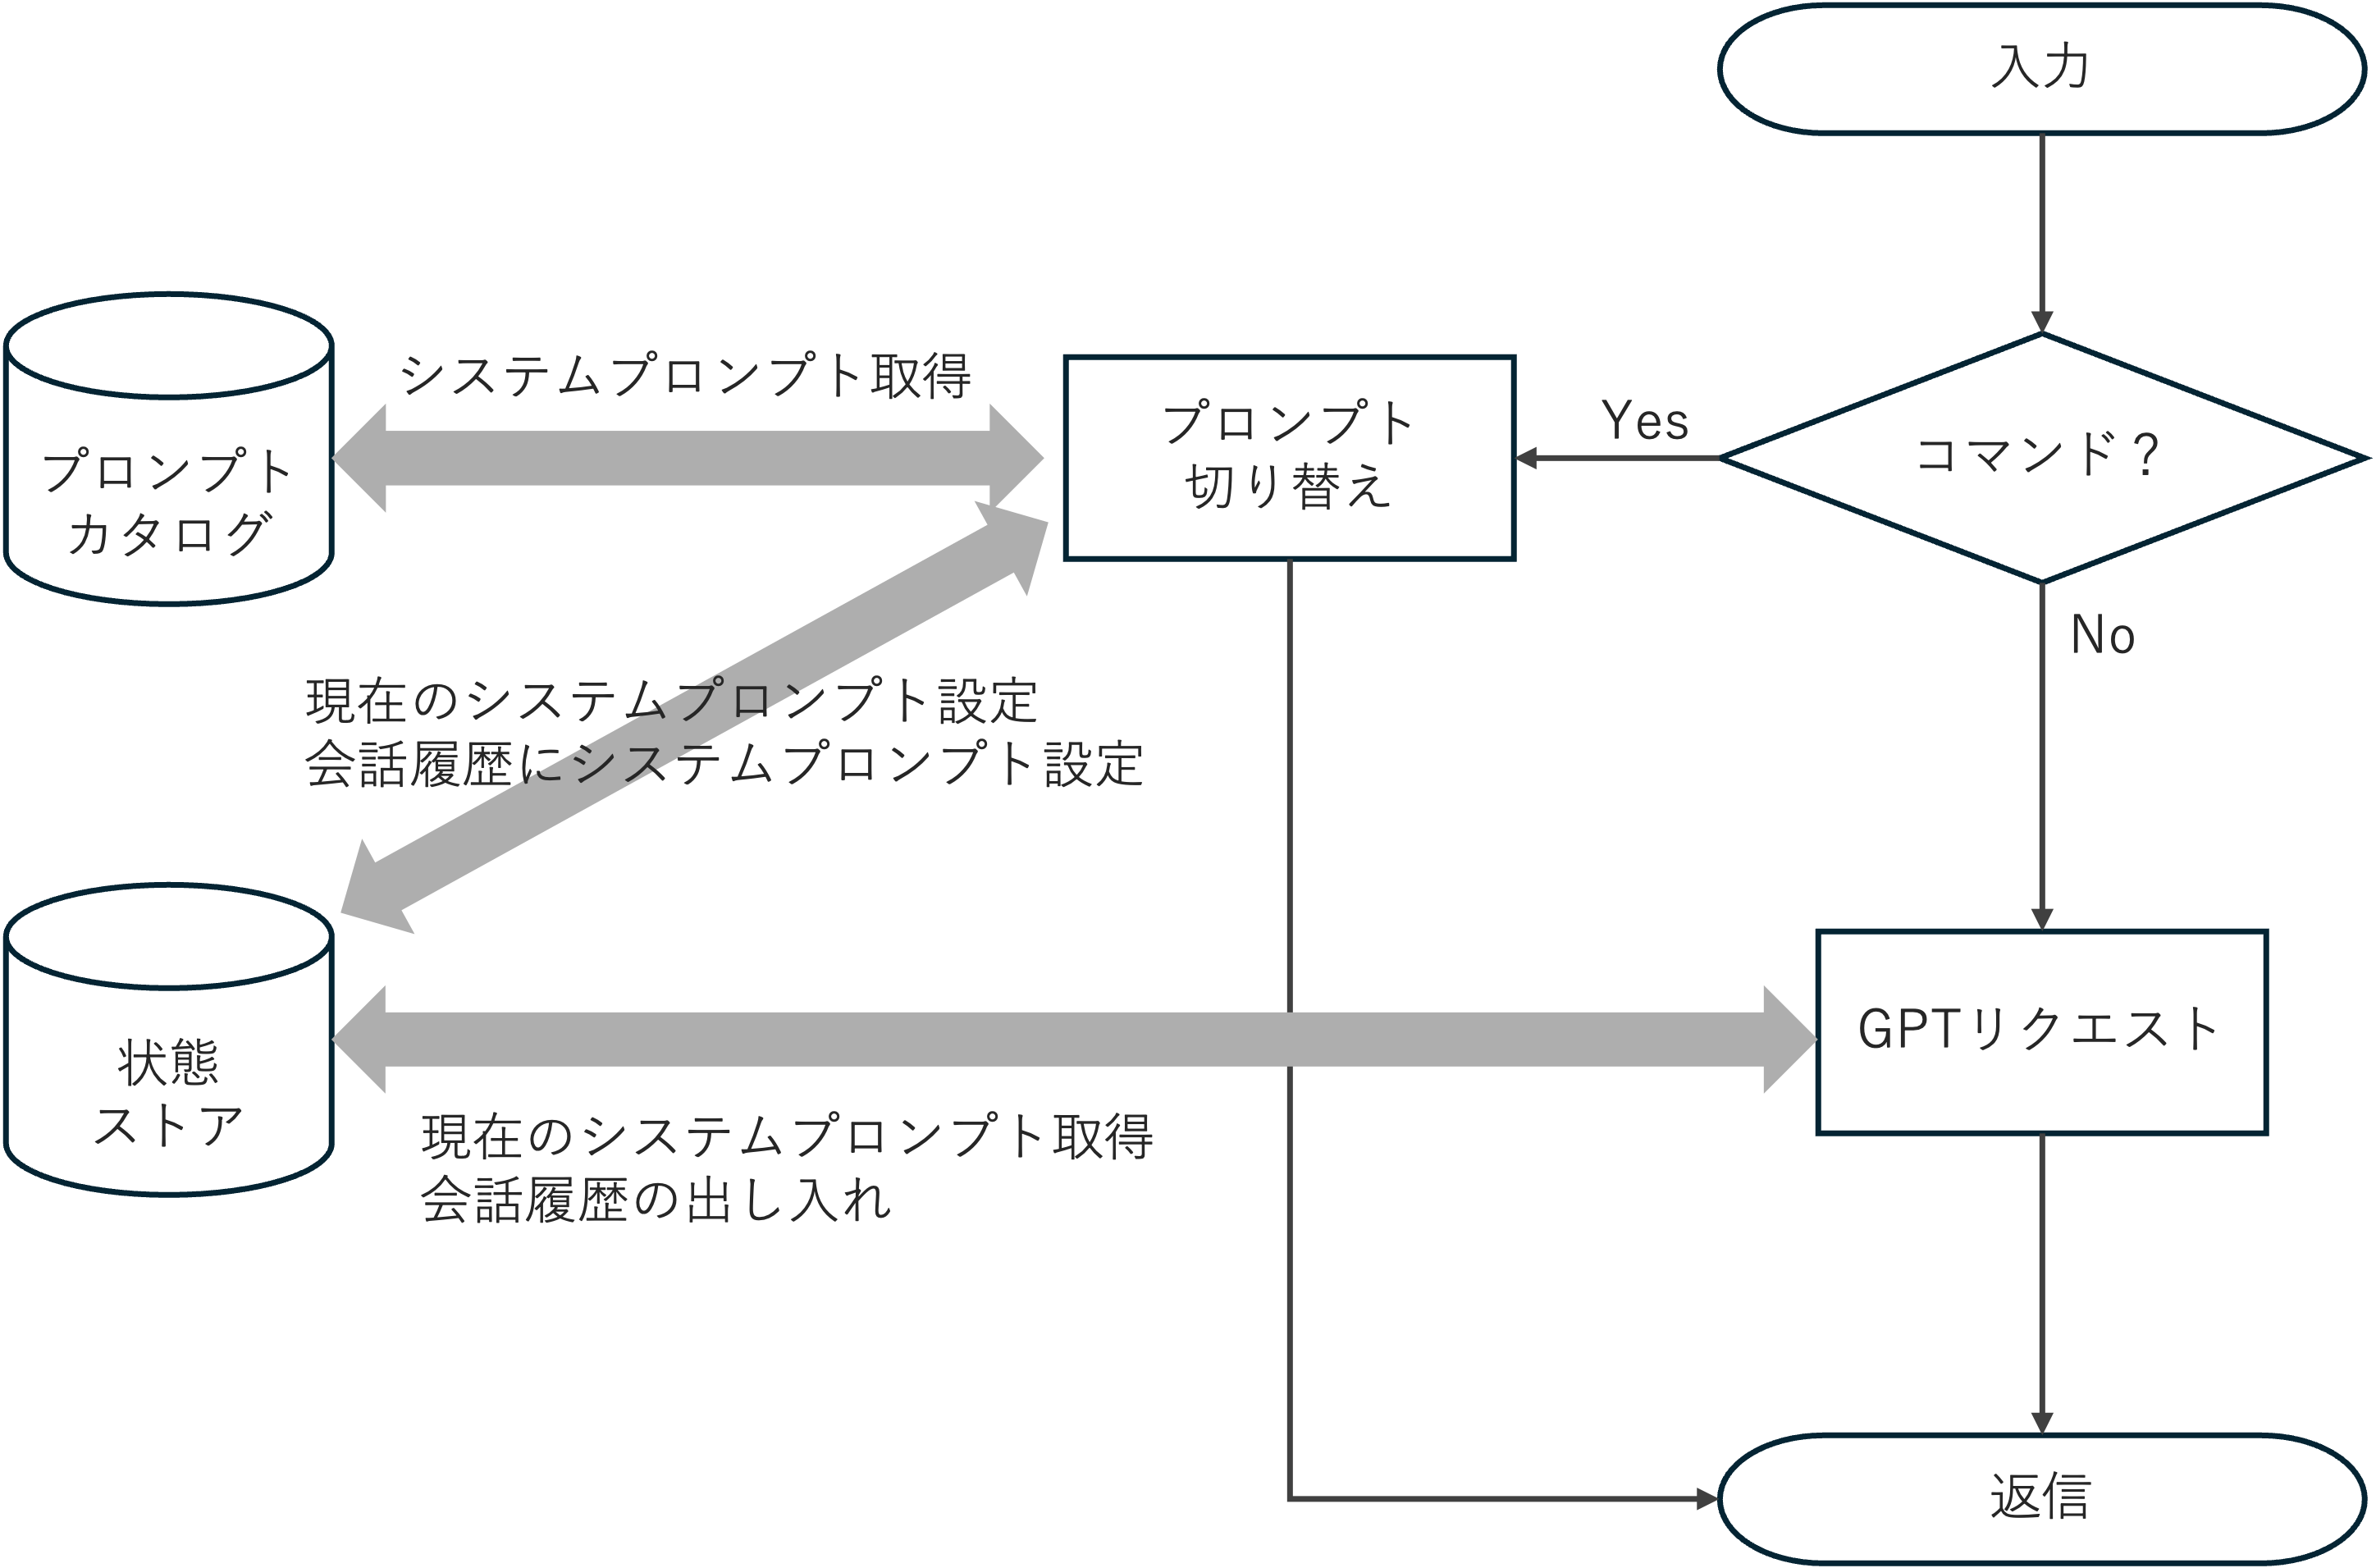 入力
システムプロンプト取得
プロンプト
カタログ
プロンプト
切り替え
Yes
コマンド？
No
現在のシステムプロンプト設定
会話履歴にシステムプロンプト設定
状態
ストア
GPTリクエスト
現在のシステムプロンプト取得
会話履歴の出し入れ
返信